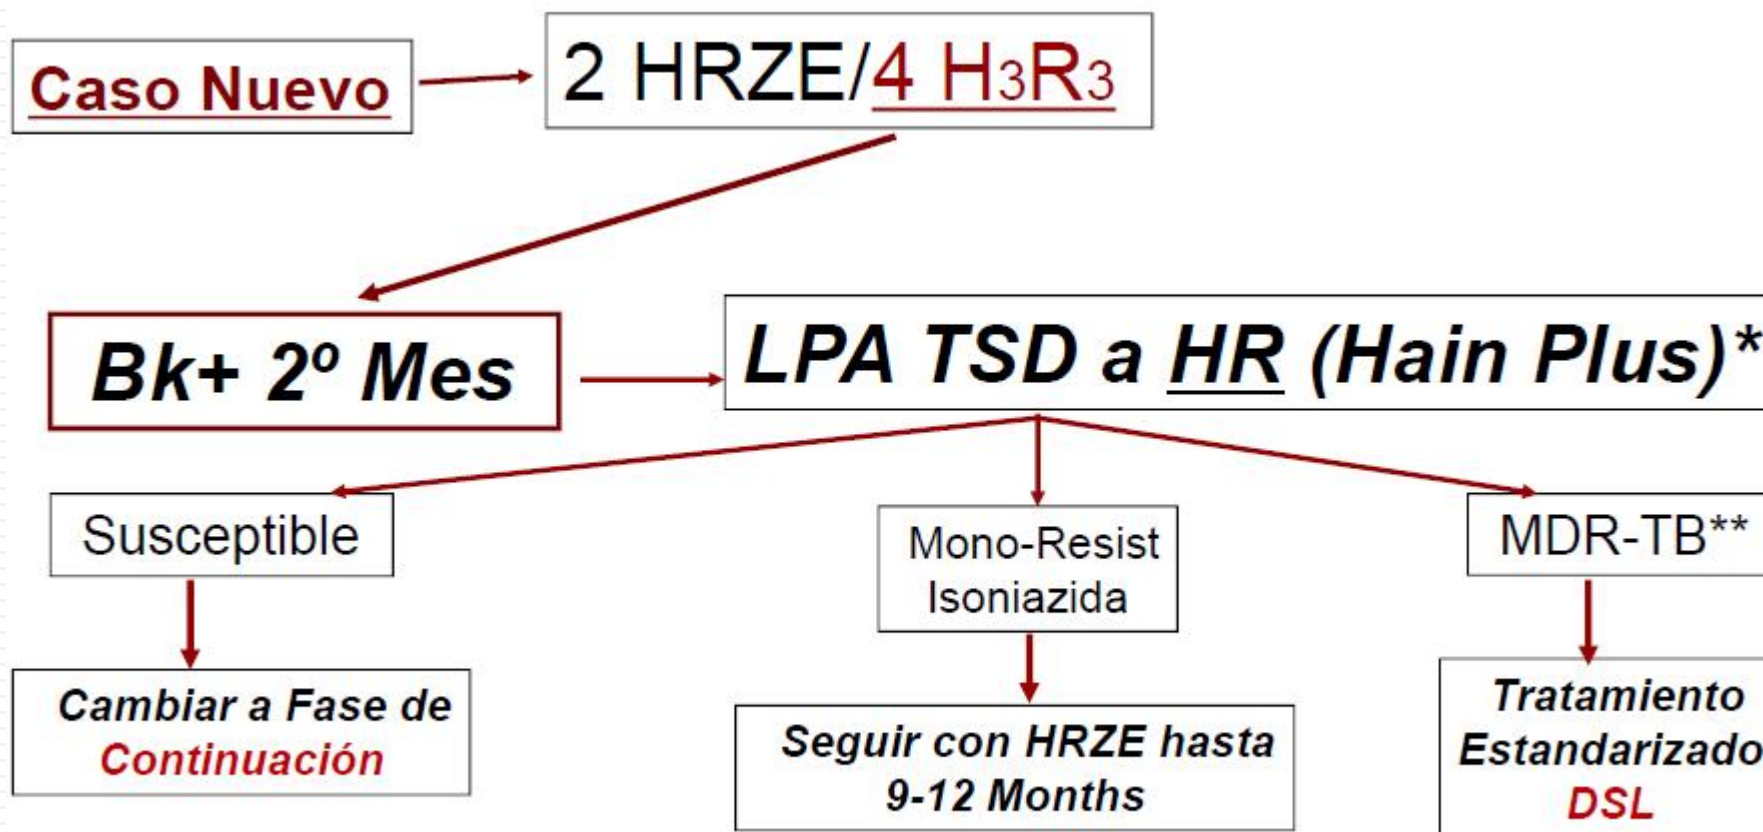 Caso Nuevo
2 HRZE/4 H3R3
Bk+ 2º Mes
LPA TSD a HR (Hain Plus)*
Susceptible
Mono-Resist
Isoniazida
MDR-TB**
Cambiar a Fase de
Continuación
Seguir con HRZE hasta
9-12 Months
Tratamiento
Estandarizado
DSL